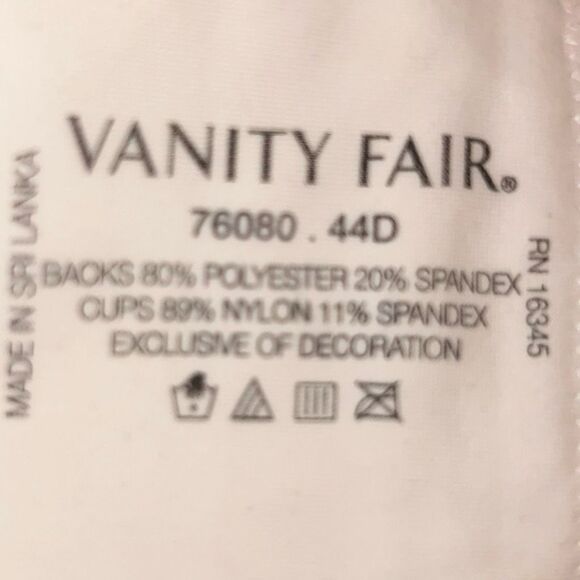 VANITY FAIR®
76080 . 44D
BACKS 80% POLYESTER 20% SPANDEX
CUPS 89% NYLON 11% SPANDEX
EXCLUSIVE OF DECORATION
MADE IN SRI LANKA
RN 16345